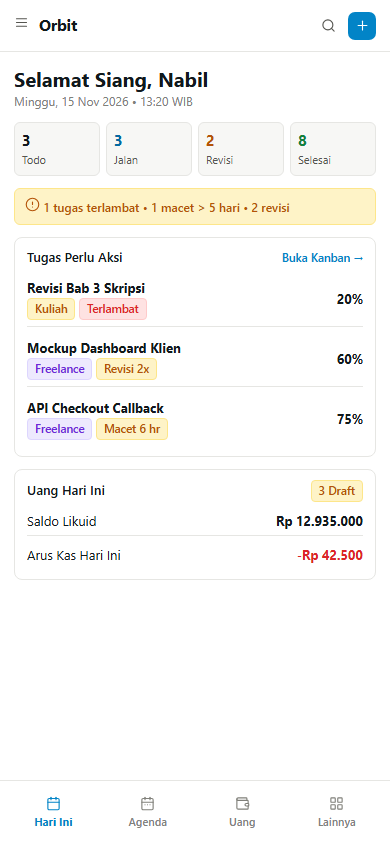 Orbit
Selamat Siang, Nabil
Minggu, 15 Nov 2026 • 13:20 WIB
3 3 2 8
Todo Jalan Revisi Selesai
1 tugas terlambat • 1 macet > 5 hari • 2 revisi
Tugas Perlu Aksi Buka Kanban →
Revisi Bab 3 Skripsi 20%
Kuliah Terlambat
Mockup Dashboard Klien 60%
Freelance Revisi 2x
API Checkout Callback 75%
Freelance Macet 6 hr
Uang Hari Ini 3 Draft
Saldo Likuid Rp 12.935.000
Arus Kas Hari Ini -Rp 42.500
Hari Ini Agenda Uang Lainnya